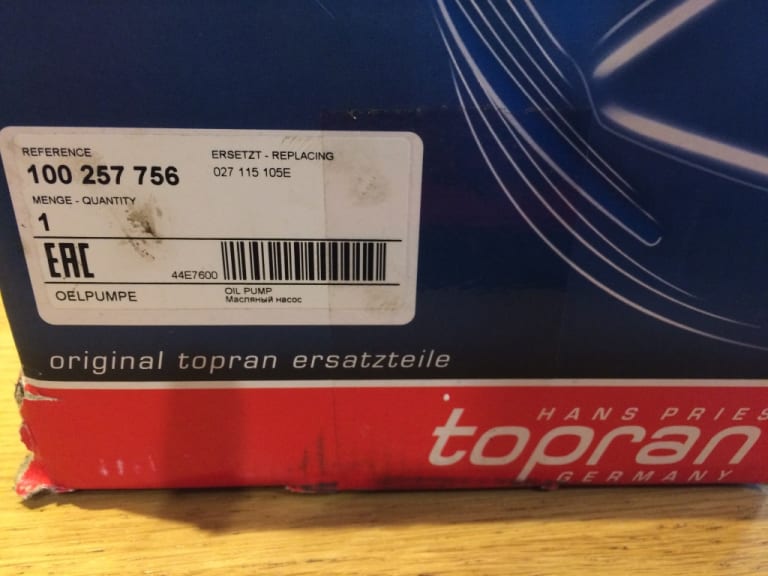 REFERENCE
ERSETZT - REPLACING
100 257 756
027 115 105E
MENGE - QUANTITY
1
EAC
44E7600
OELPUMPE
OIL PUMP
Масляный насос
original topran ersatzteile
HANS PRIES
topran
GERMANY